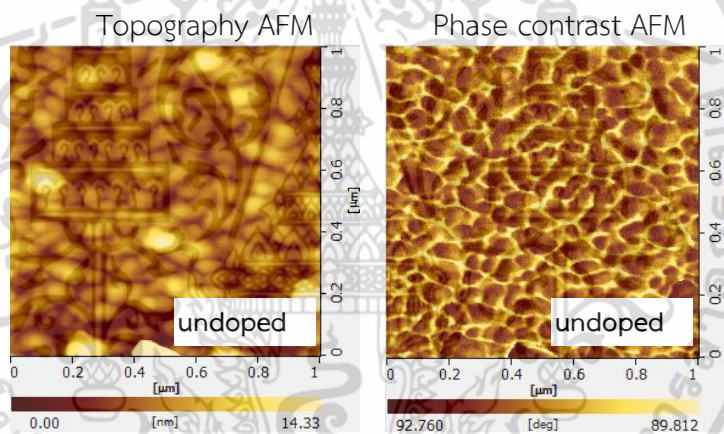 Topography AFM
Phase contrast AFM
1
0.8
0.6
[µm]
0.4
0.2
0
undoped
0 0.2 0.4 0.6 0.8 1
[µm]
0.00 [nm] 14.33
1
0.8
0.6
0.4
0.2
0
undoped
0 0.2 0.4 0.6 0.8 1
[µm]
92.760 [deg] 89.812